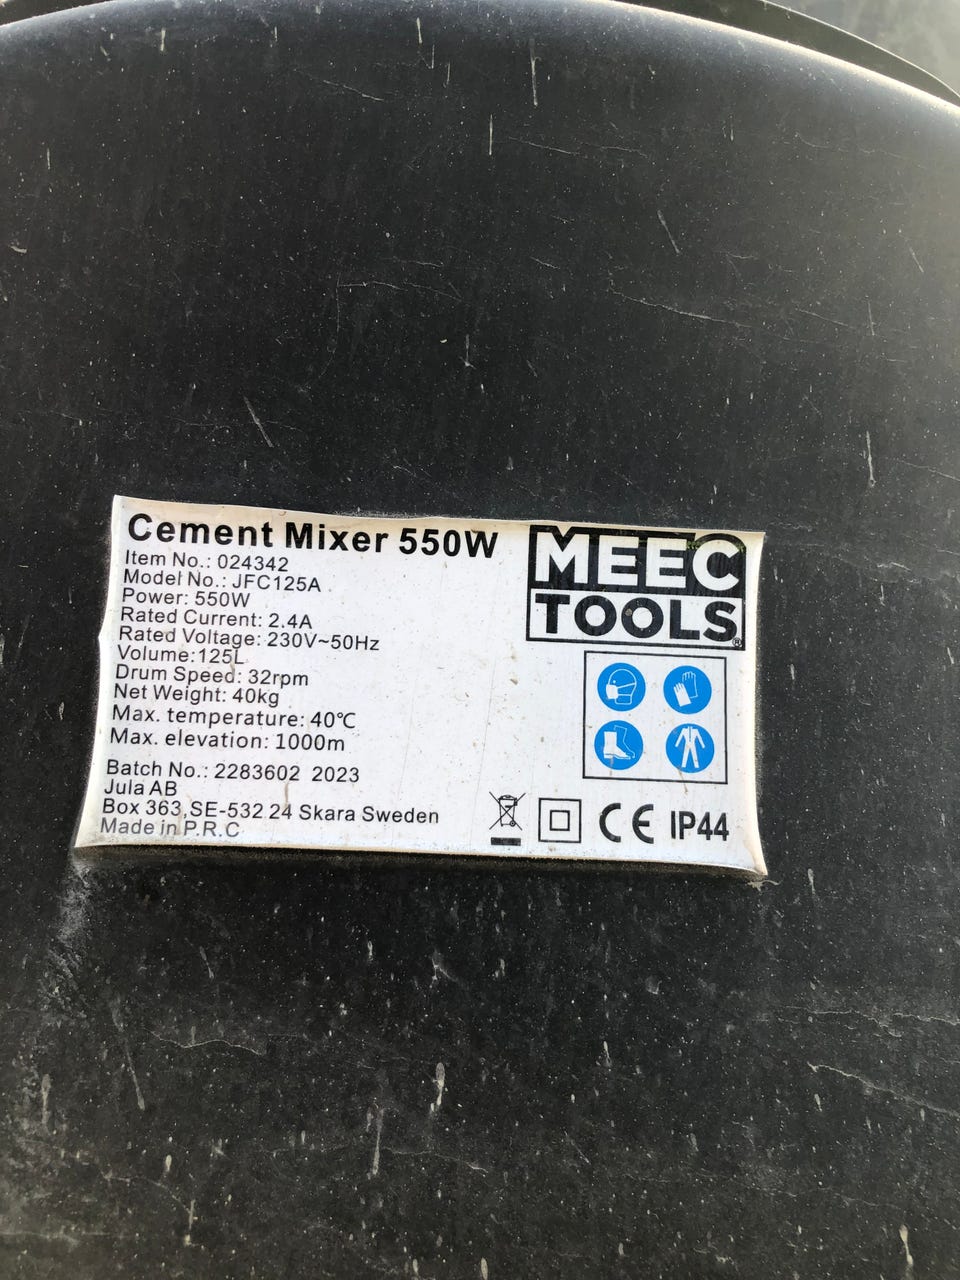 Cement Mixer 550W
Item No.: 024342
Model No.: JFC125A
Power: 550W
Rated Current: 2.4A
Rated Voltage: 230V~50Hz
Volume:125L
Drum Speed: 32rpm
Net Weight: 40kg
Max. temperature: 40℃
Max. elevation: 1000m
Batch No.: 2283602 2023
Jula AB
Box 363,SE-532 24 Skara Sweden
Made in P.R.C
MEEC
TOOLS®
CE IP44